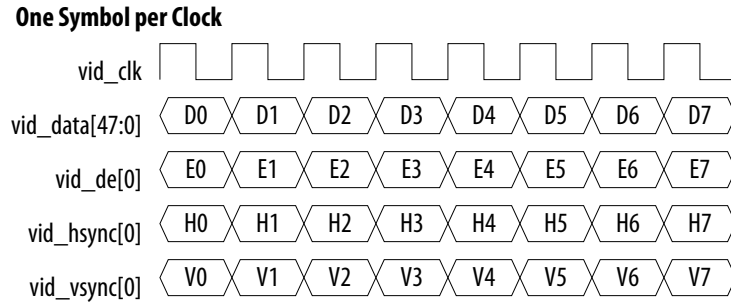 One Symbol per Clock
vid_clk
vid_data[47:0] D0 D1 D2 D3 D4 D5 D6 D7
vid_de[0] E0 E1 E2 E3 E4 E5 E6 E7
vid_hsync[0] H0 H1 H2 H3 H4 H5 H6 H7
vid_vsync[0] V0 V1 V2 V3 V4 V5 V6 V7